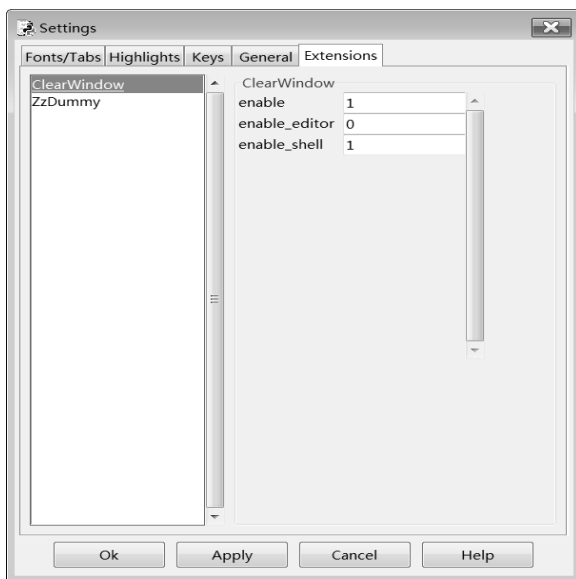 Settings
Fonts/Tabs Highlights Keys General Extensions
ClearWindow
ZzDummy
ClearWindow
enable 1
enable_editor 0
enable_shell 1
Ok Apply Cancel Help